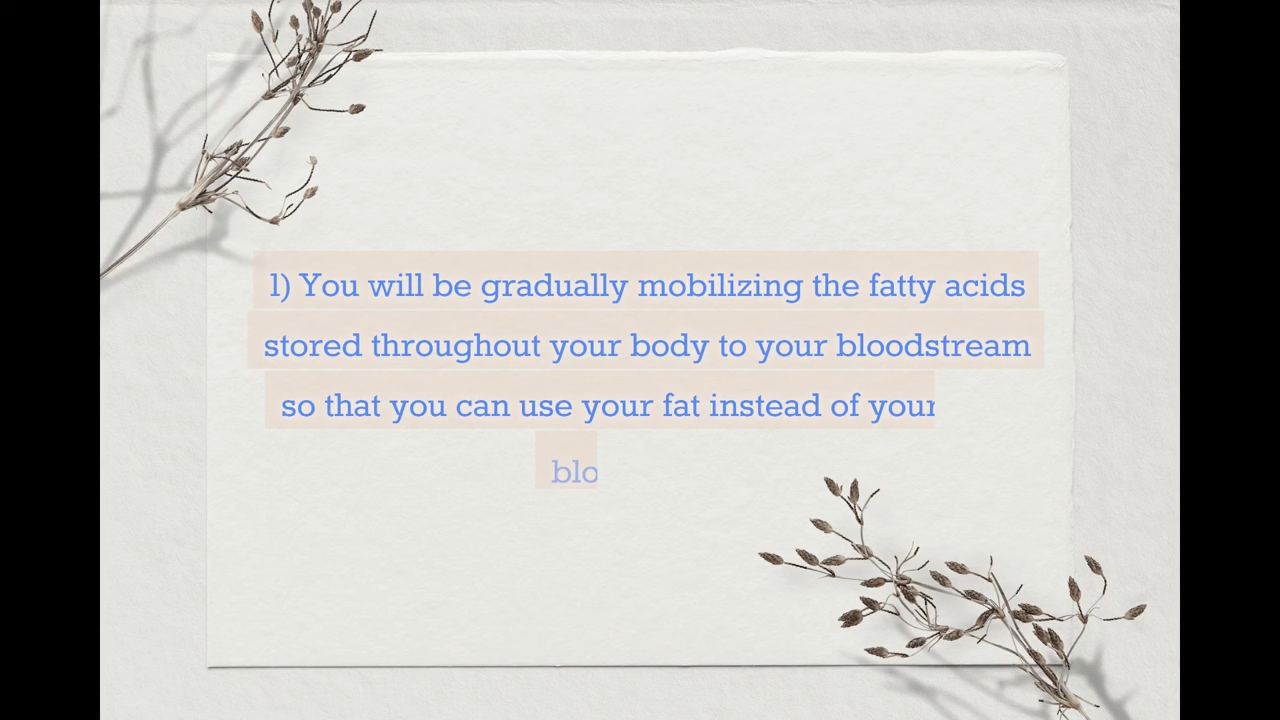 1) You will be gradually mobilizing the fatty acids
stored throughout your body to your bloodstream
so that you can use your fat instead of your
blo